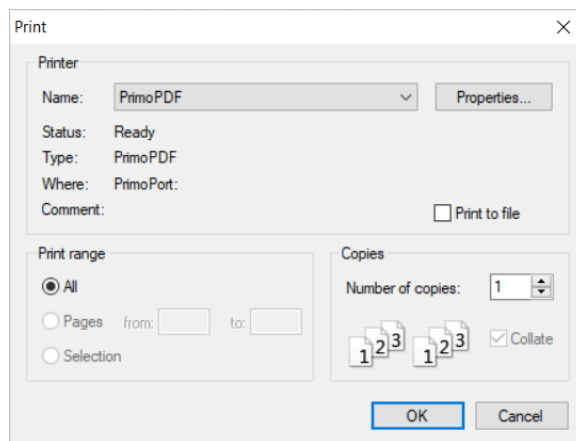 Print
Printer
Name: PrimoPDF Properties...
Status: Ready
Type: PrimoPDF
Where: PrimoPort:
Comment:
Print to file
Print range
All
Pages from: to:
Selection
Copies
Number of copies: 1
1 2 3 1 2 3 Collate
OK Cancel